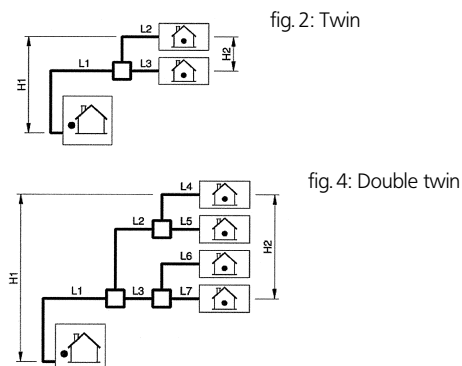 fig. 2: Twin
L2
H1
L1
L3
H2
fig. 4: Double twin
L4
L2
L5
H1
H2
L6
L1
L3
L7